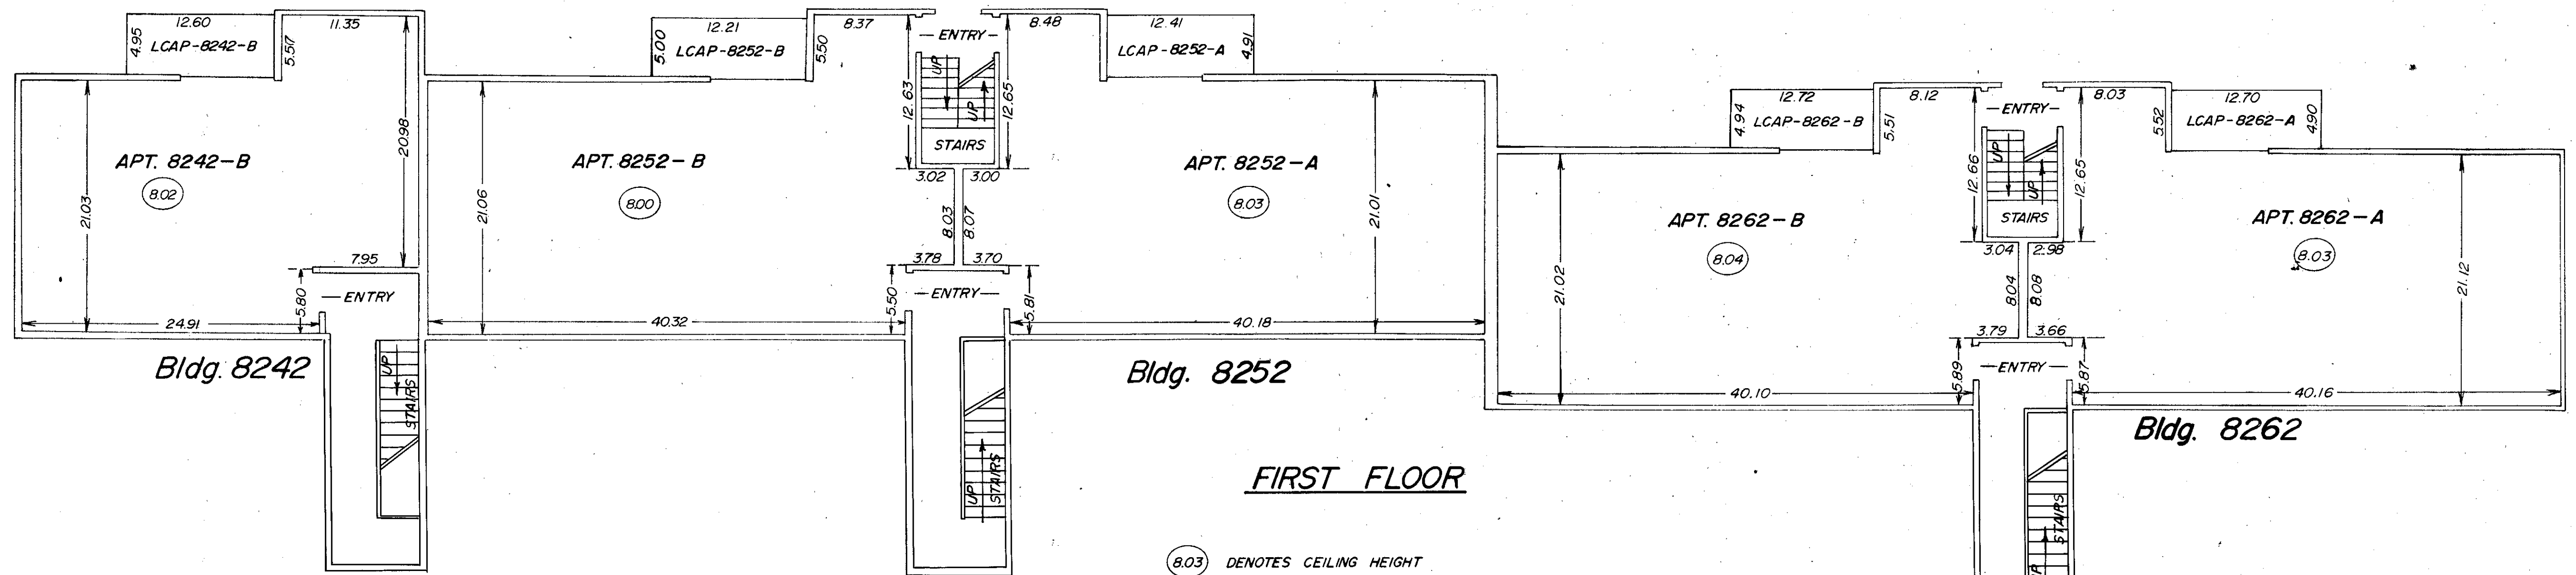 12.60
4.95
LCAP-8242-B
5.57
11.35
20.98
APT. 8242-B
8.02
21.03
7.95
5.80
ENTRY
24.91
UP
STAIRS
Bldg. 8242
12.21
5.00
LCAP-8252-B
5.50
8.37
12.63
ENTRY
UP
UP
STAIRS
12.65
APT. 8252-B
8.00
21.06
3.02
3.00
8.03
8.07
3.78
3.70
5.50
ENTRY
5.81
40.32
UP
STAIRS
8.48
12.41
LCAP-8252-A
4.91
APT. 8252-A
8.03
21.01
40.18
Bldg. 8252
12.72
4.94
LCAP-8262-B
5.51
8.12
12.66
ENTRY
UP
UP
STAIRS
12.65
APT. 8262-B
8.04
21.02
3.04
2.98
8.04
8.08
3.79
3.66
5.89
ENTRY
5.87
40.10
UP
STAIRS
8.03
5.52
12.70
LCAP-8262-A
4.90
APT. 8262-A
8.03
21.12
40.16
Bldg. 8262
FIRST FLOOR
8.03 DENOTES CEILING HEIGHT